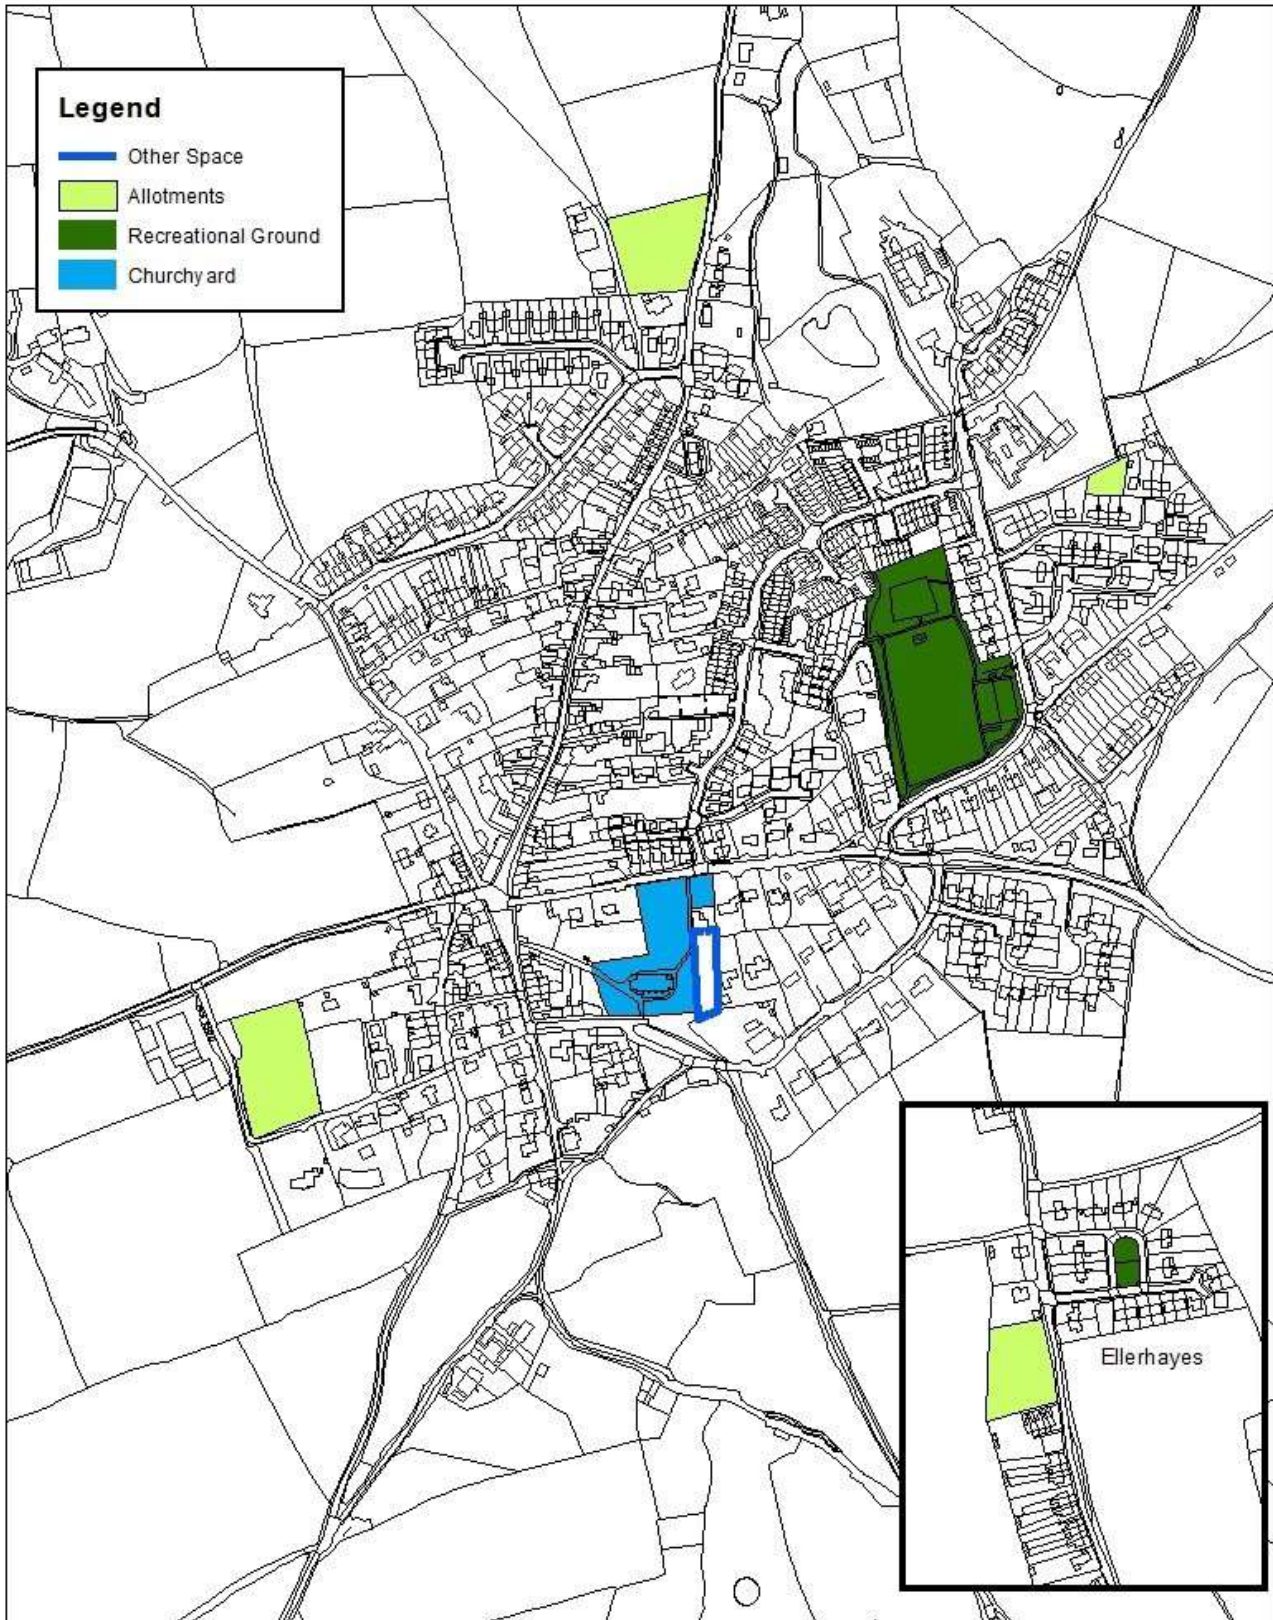 Legend
Other Space
Allotments
Recreational Ground
Churchyard
Ellerhayes